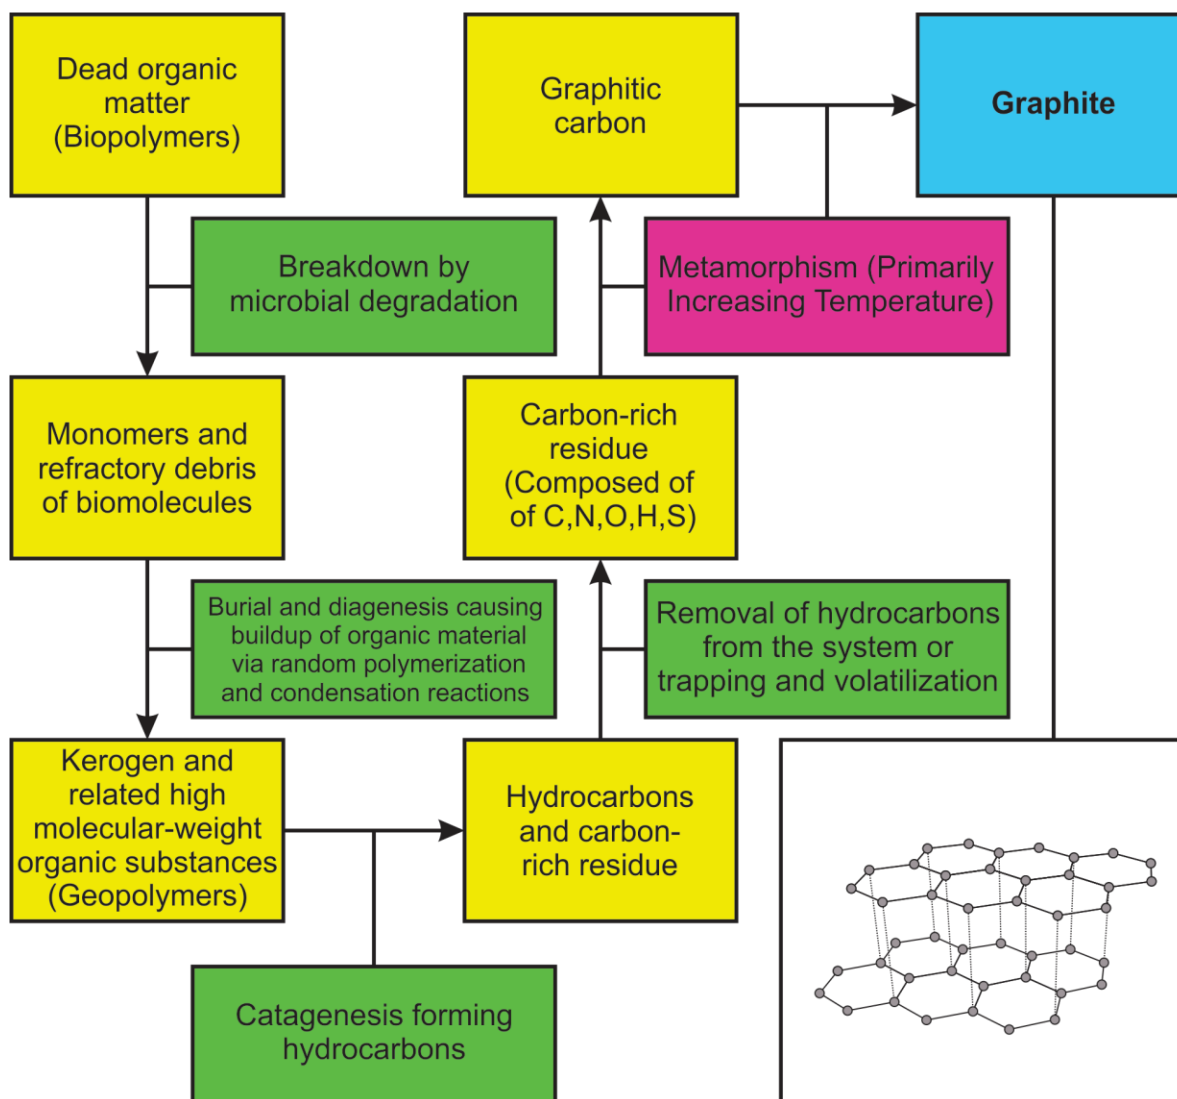 Dead organic
matter
(Biopolymers)
Breakdown by
microbial degradation
Monomers and
refractory debris
of biomolecules
Burial and diagenesis causing
buildup of organic material
via random polymerization
and condensation reactions
Kerogen and
related high
molecular-weight
organic substances
(Geopolymers)
Catagenesis forming
hydrocarbons
Hydrocarbons
and carbon-
rich residue
Removal of hydrocarbons
from the system or
trapping and volatilization
Carbon-rich
residue
(Composed of
of C,N,O,H,S)
Metamorphism (Primarily
Increasing Temperature)
Graphitic
carbon
Graphite